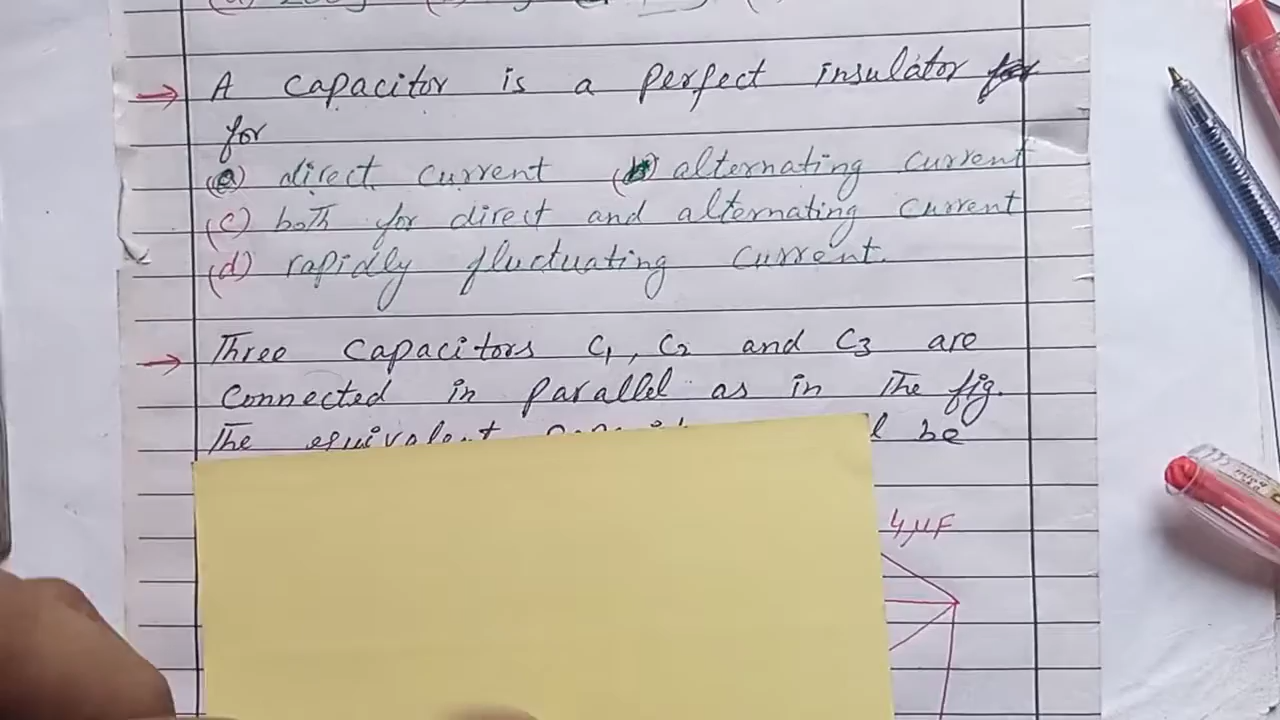 → A capacitor is a perfect insulator
for
(a) direct current (b) alternating current
(c) both for direct and alternating current
(d) rapidly fluctuating current.
→ Three capacitors C1, C2 and C3 are
connected in parallel as in the fig.
The equivalent be
4μF